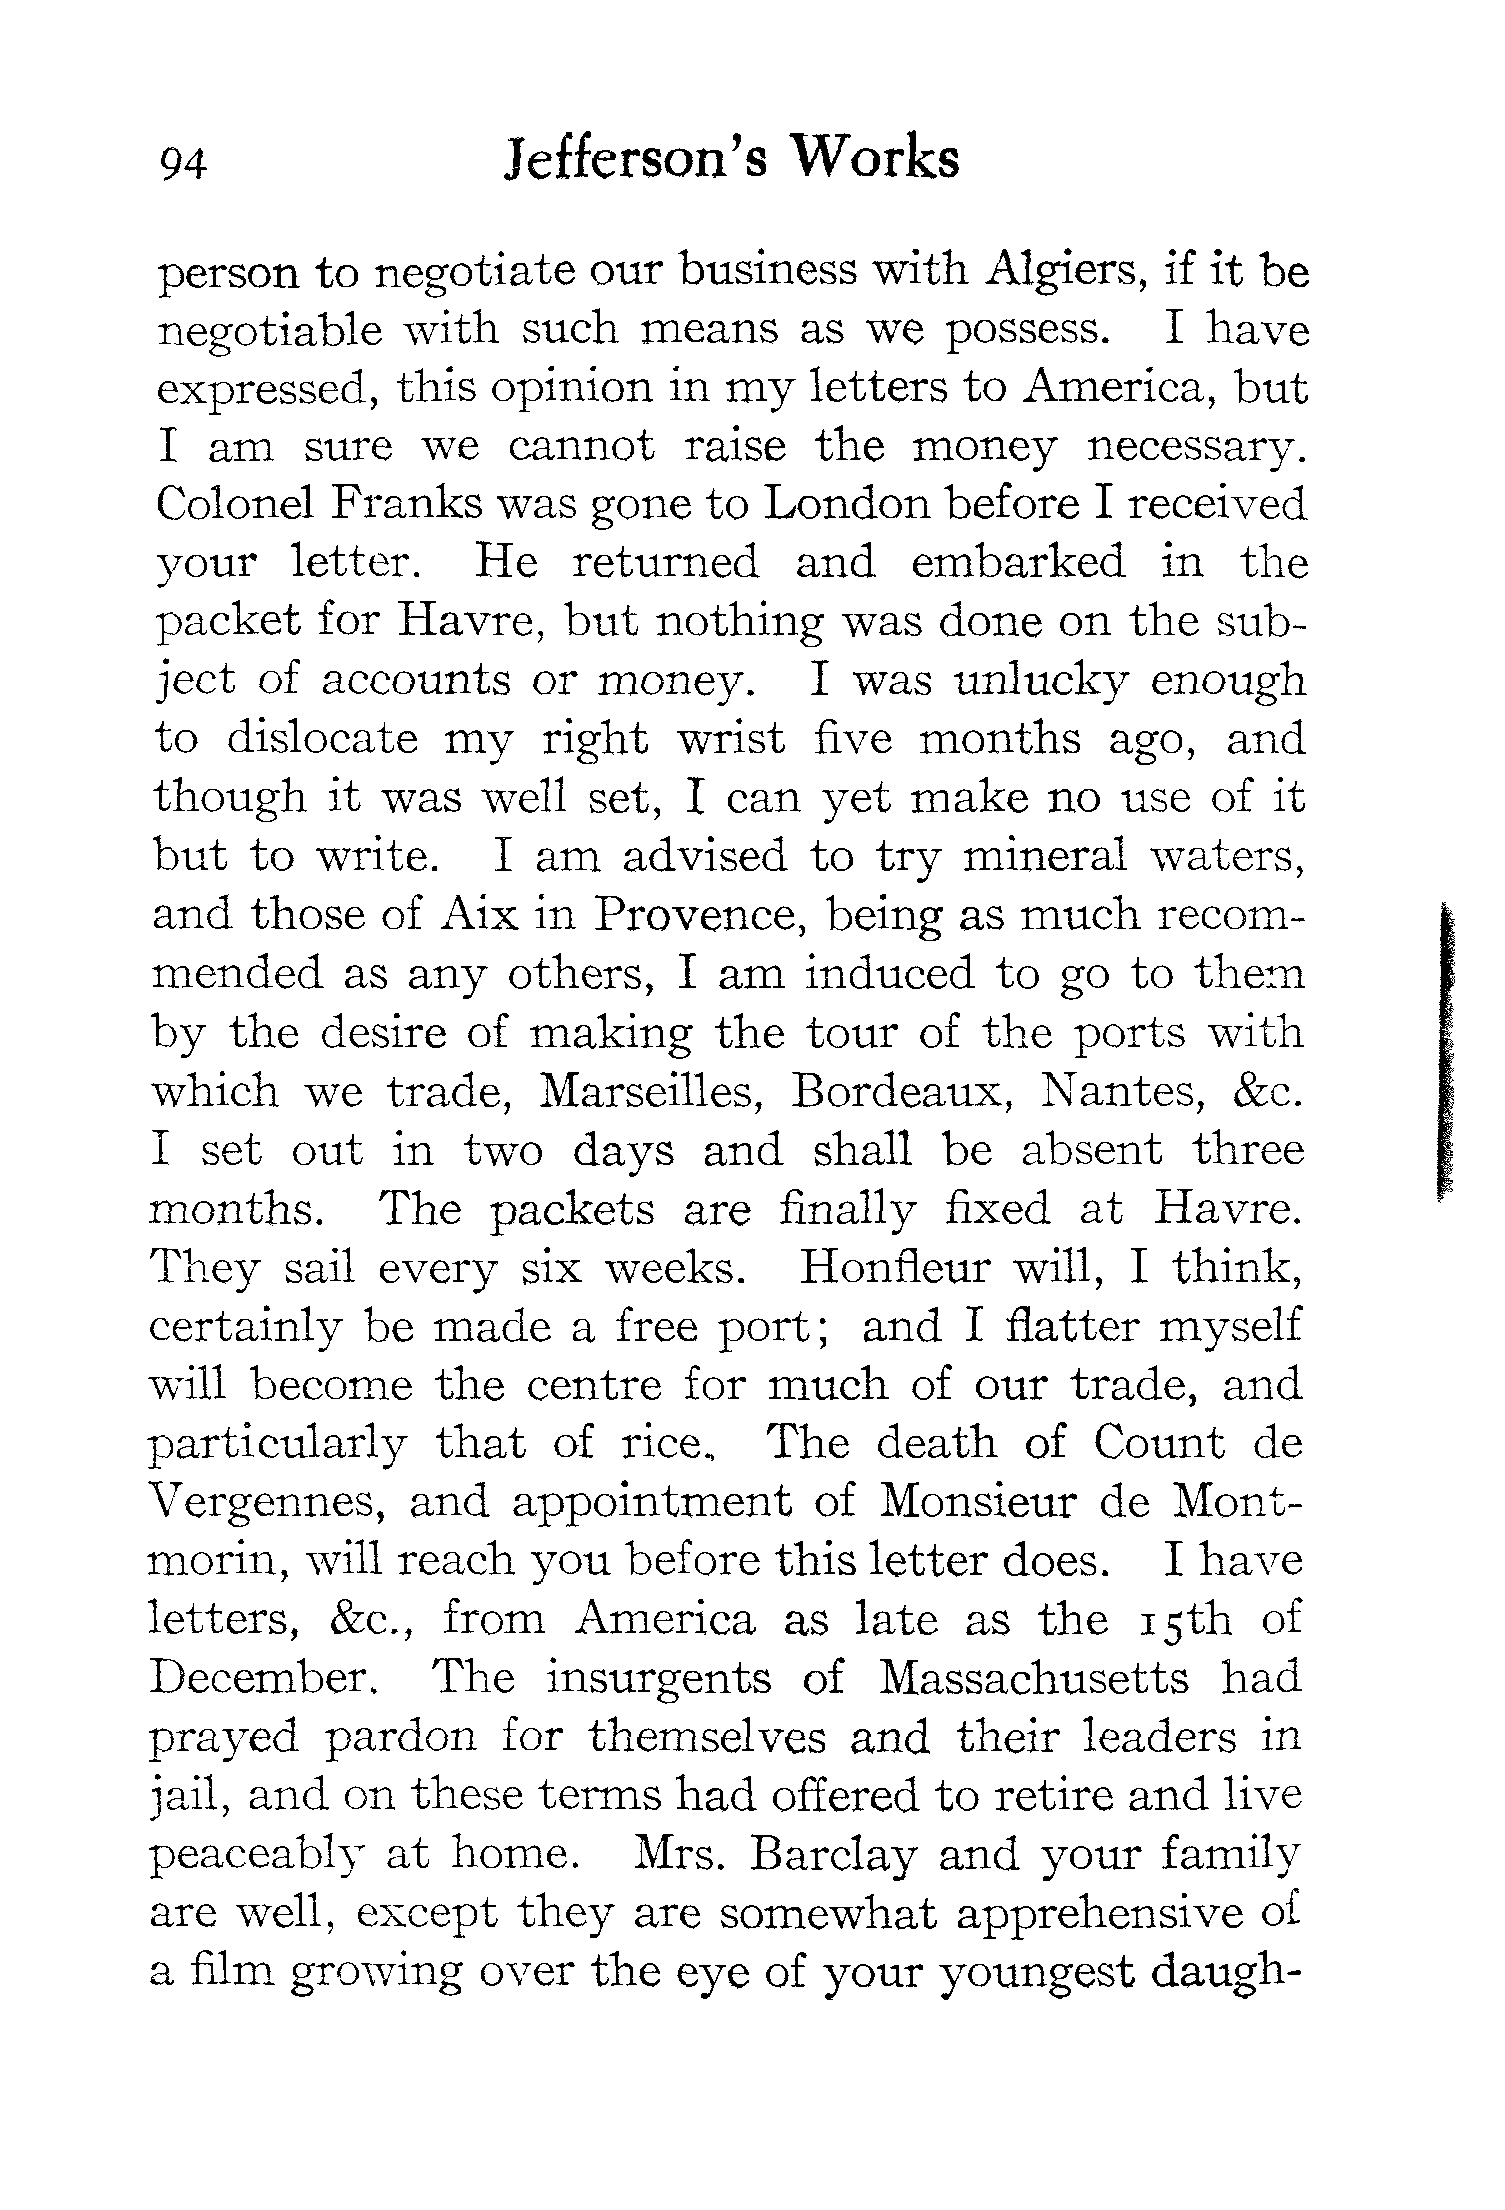 94 Jefferson's Works
person to negotiate our business with Algiers, if it be
negotiable with such means as we possess. I have
expressed, this opinion in my letters to America, but
I am sure we cannot raise the money necessary.
Colonel Franks was gone to London before I received
your letter. He returned and embarked in the
packet for Havre, but nothing was done on the sub-
ject of accounts or money. I was unlucky enough
to dislocate my right wrist five months ago, and
though it was well set, I can yet make no use of it
but to write. I am advised to try mineral waters,
and those of Aix in Provence, being as much recom-
mended as any others, I am induced to go to them
by the desire of making the tour of the ports with
which we trade, Marseilles, Bordeaux, Nantes, &c.
I set out in two days and shall be absent three
months. The packets are finally fixed at Havre.
They sail every six weeks. Honfleur will, I think,
certainly be made a free port; and I flatter myself
will become the centre for much of our trade, and
particularly that of rice. The death of Count de
Vergennes, and appointment of Monsieur de Mont-
morin, will reach you before this letter does. I have
letters, &c., from America as late as the 15th of
December. The insurgents of Massachusetts had
prayed pardon for themselves and their leaders in
jail, and on these terms had offered to retire and live
peaceably at home. Mrs. Barclay and your family
are well, except they are somewhat apprehensive of
a film growing over the eye of your youngest daugh-